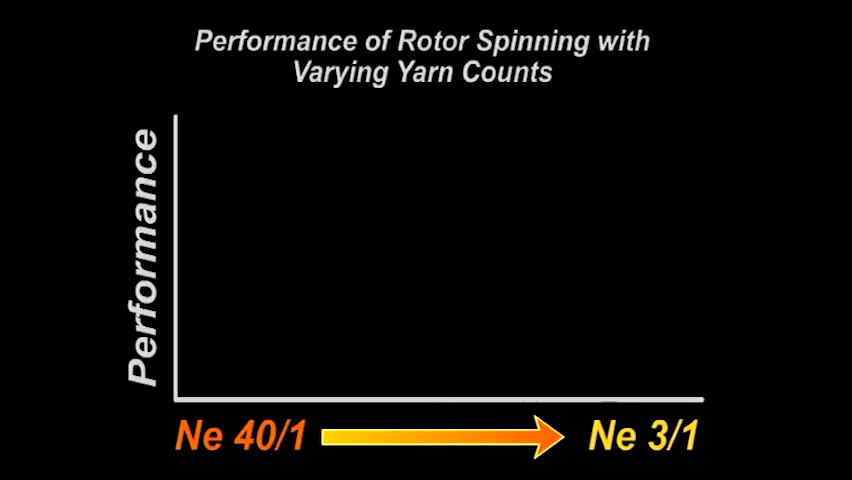 Performance of Rotor Spinning with
Varying Yarn Counts
Performance
Ne 40/1
Ne 3/1